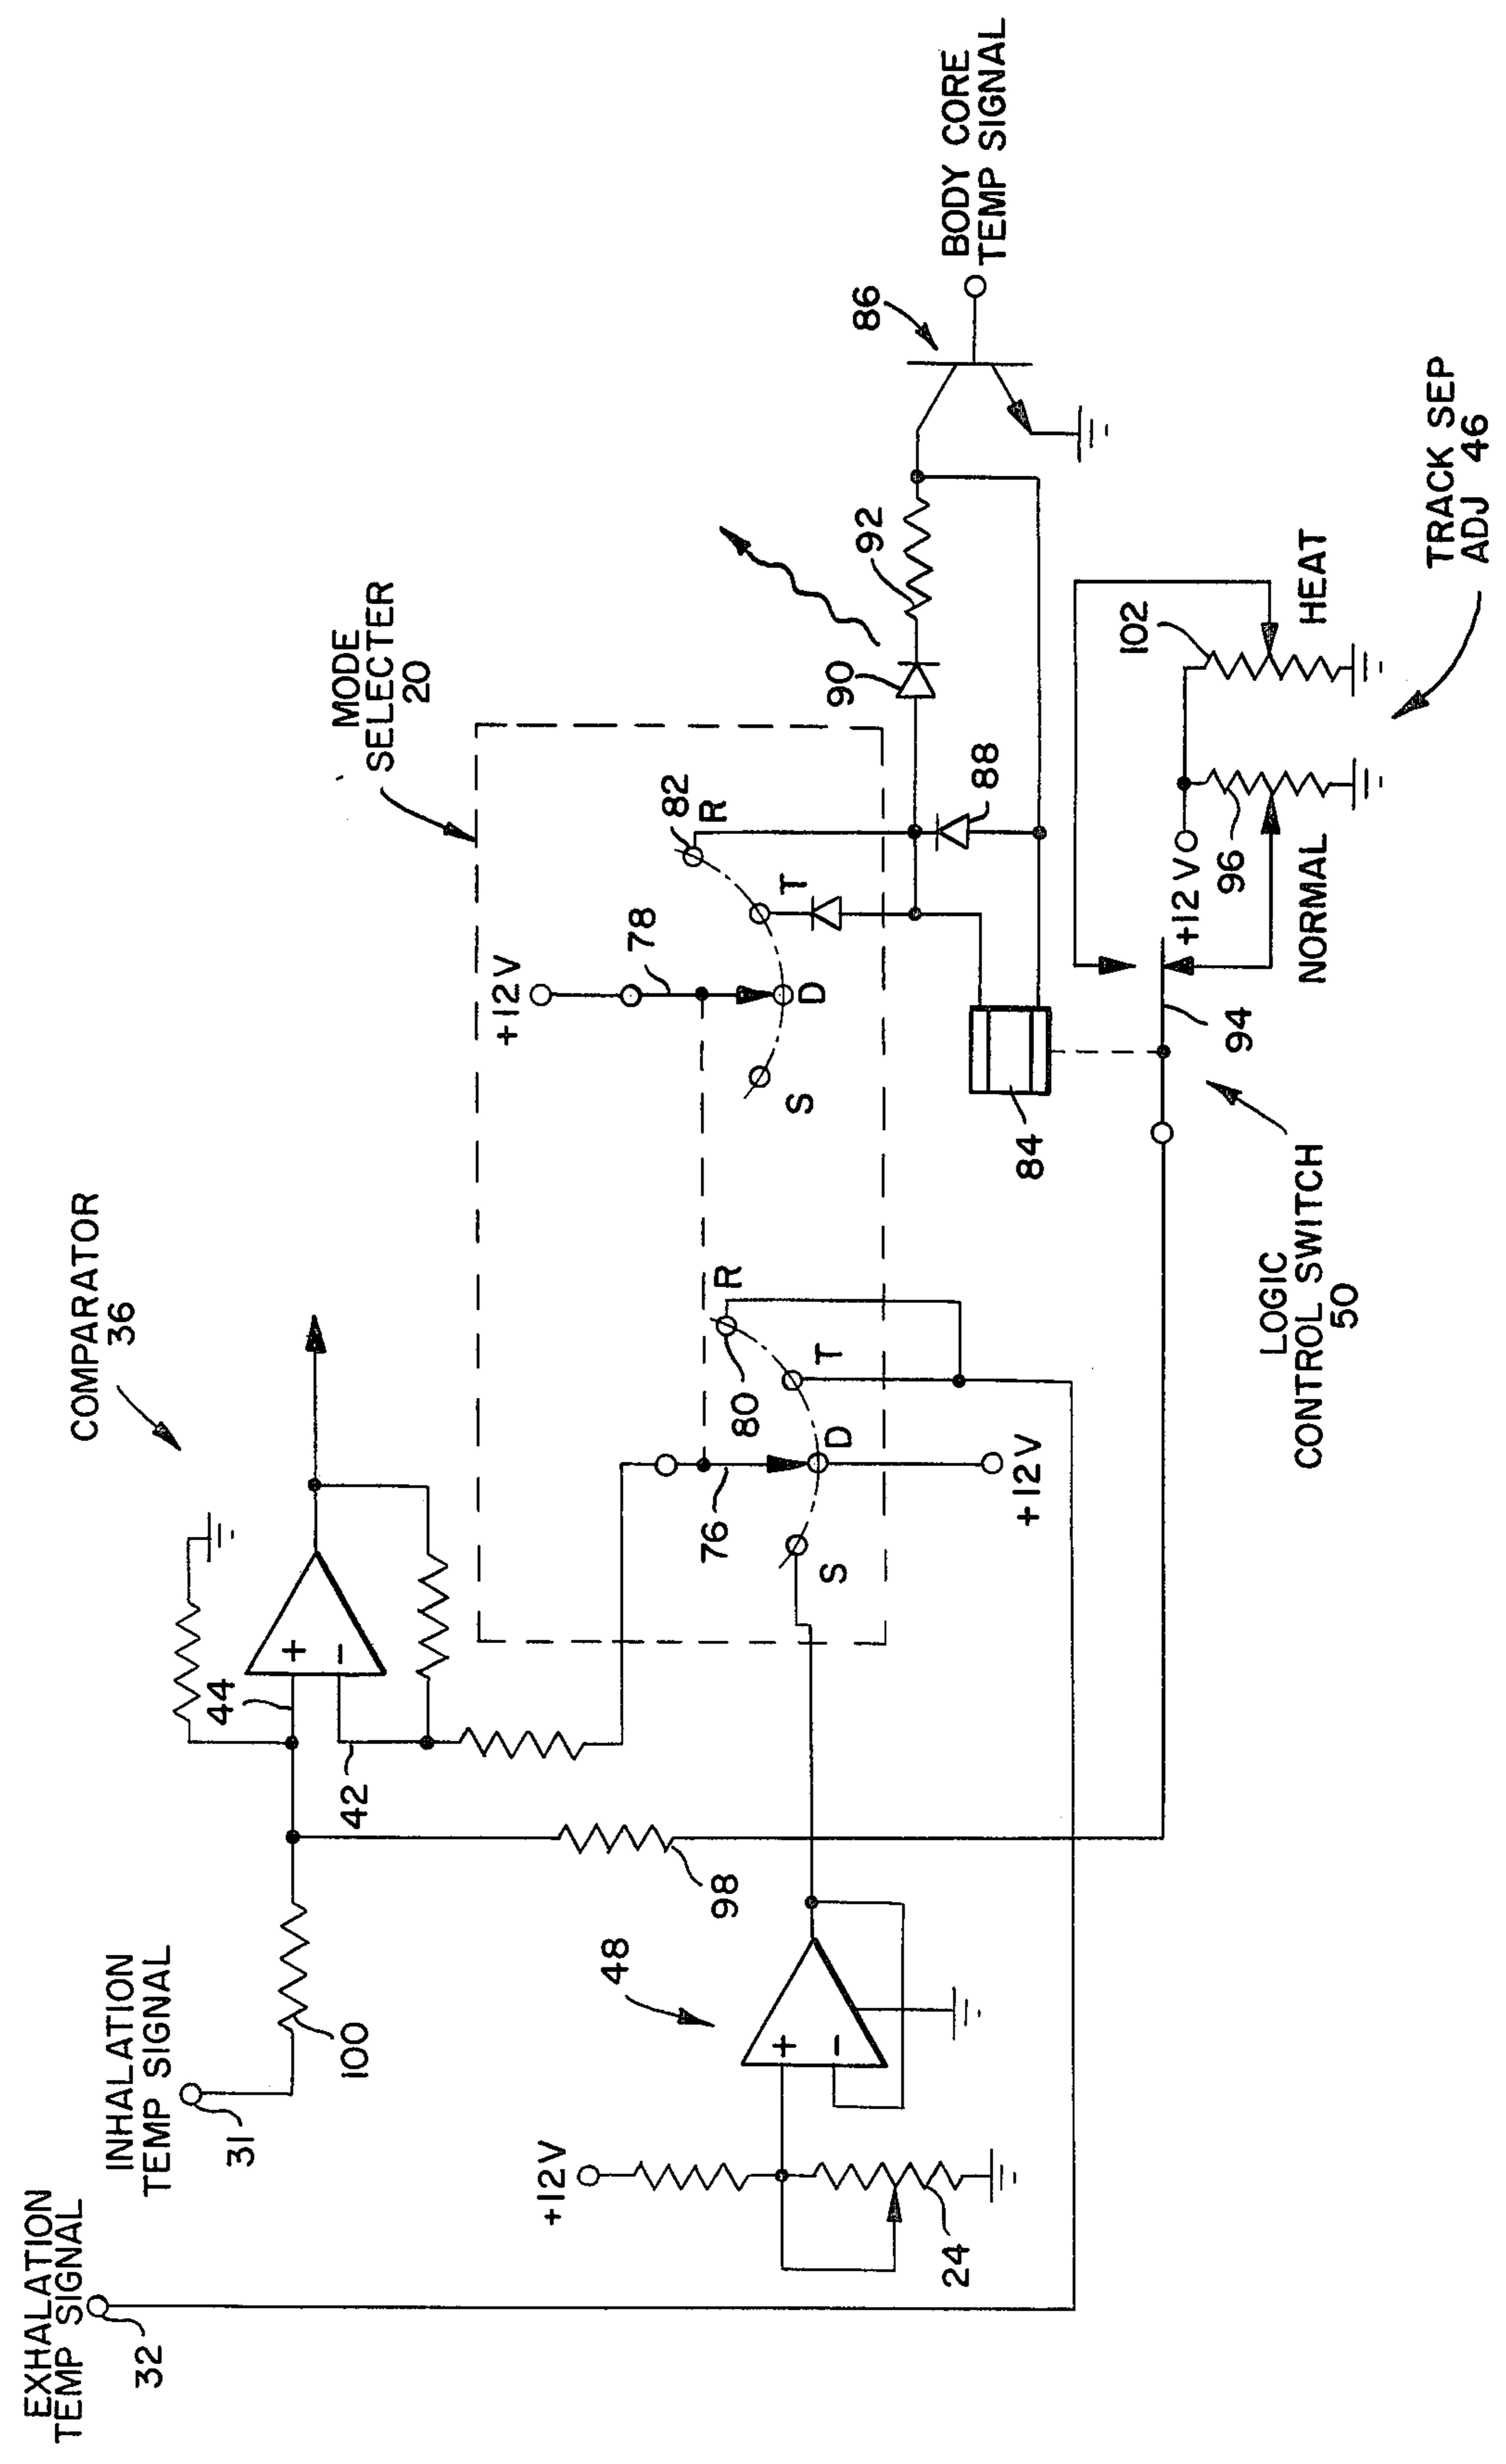 EXHALATION
TEMP SIGNAL
32
INHALATION
TEMP SIGNAL
31
100
COMPARATOR
36
44
42
+
-
+12V
24
48
+
-
98
MODE
SELECTER
20
76
80
S
D
T
R
+12V
+12V
78
82
S
D
T
R
84
88
90
92
86
BODY CORE
TEMP SIGNAL
94
+12V
96
102
NORMAL
HEAT
LOGIC
CONTROL SWITCH
50
TRACK SEP
ADJ 46